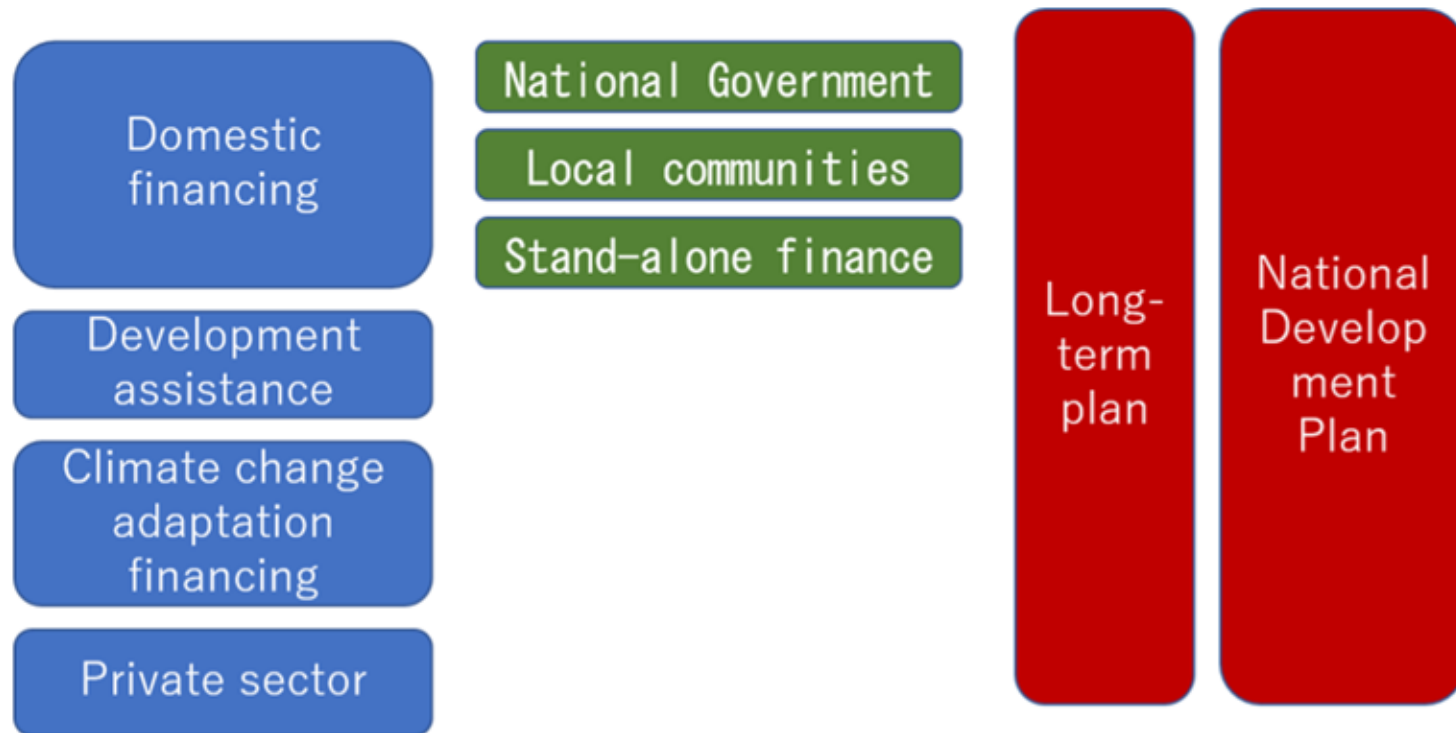 Domestic
financing
National Government
Local communities
Stand-alone finance
Development
assistance
Climate change
adaptation
financing
Private sector
Long-
term
plan
National
Develop
ment
Plan